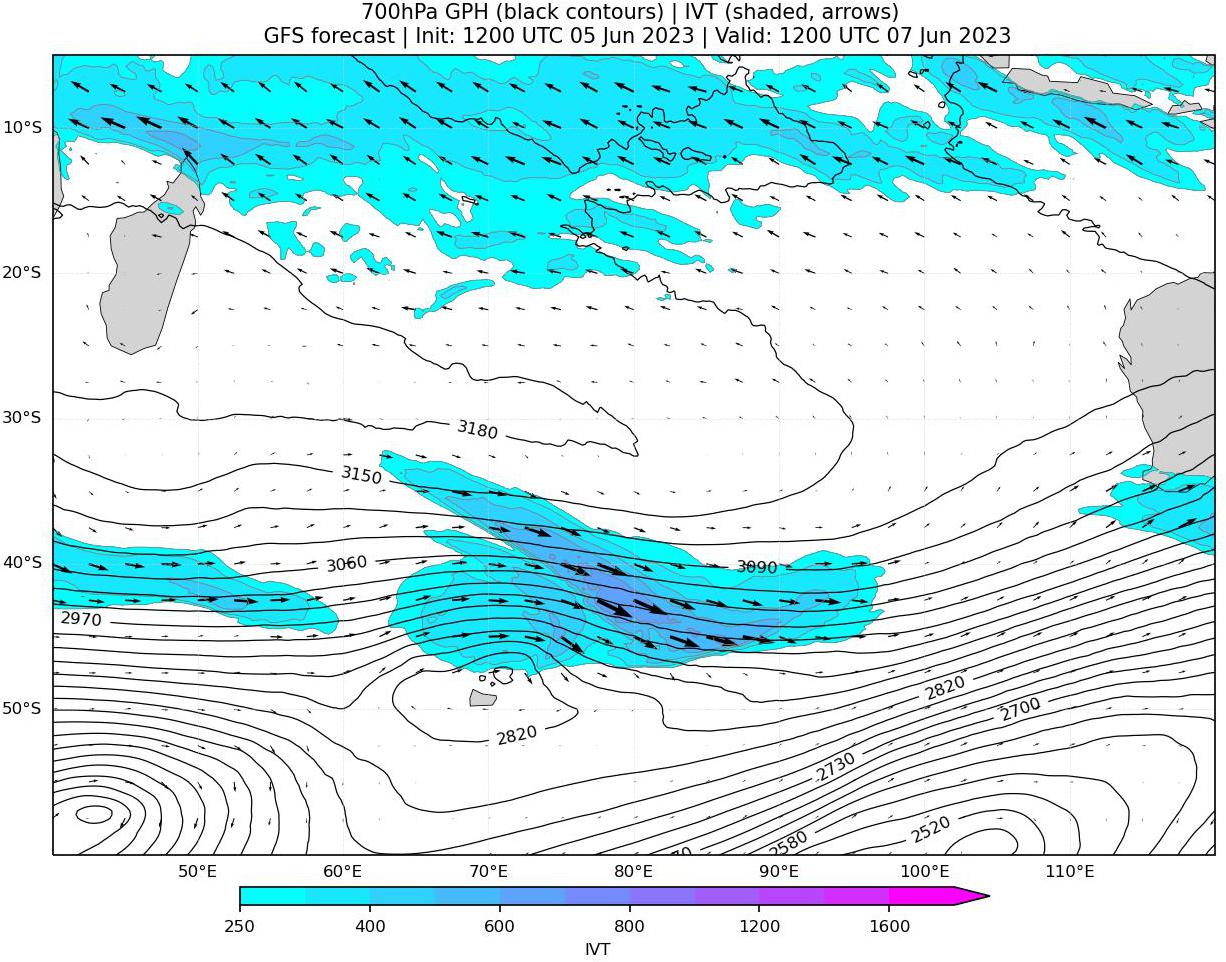 700hPa GPH (black contours) | IVT (shaded, arrows)
GFS forecast | Init: 1200 UTC 05 Jun 2023 | Valid: 1200 UTC 07 Jun 2023
10°S
20°S
30°S
3180
3150
40°S
3060
3090
2970
2820
50°S
2700
2820
2730
2520
2580
50°E 60°E 70°E 80°E 90°E 100°E 110°E
250 400 600 800 1200 1600
IVT